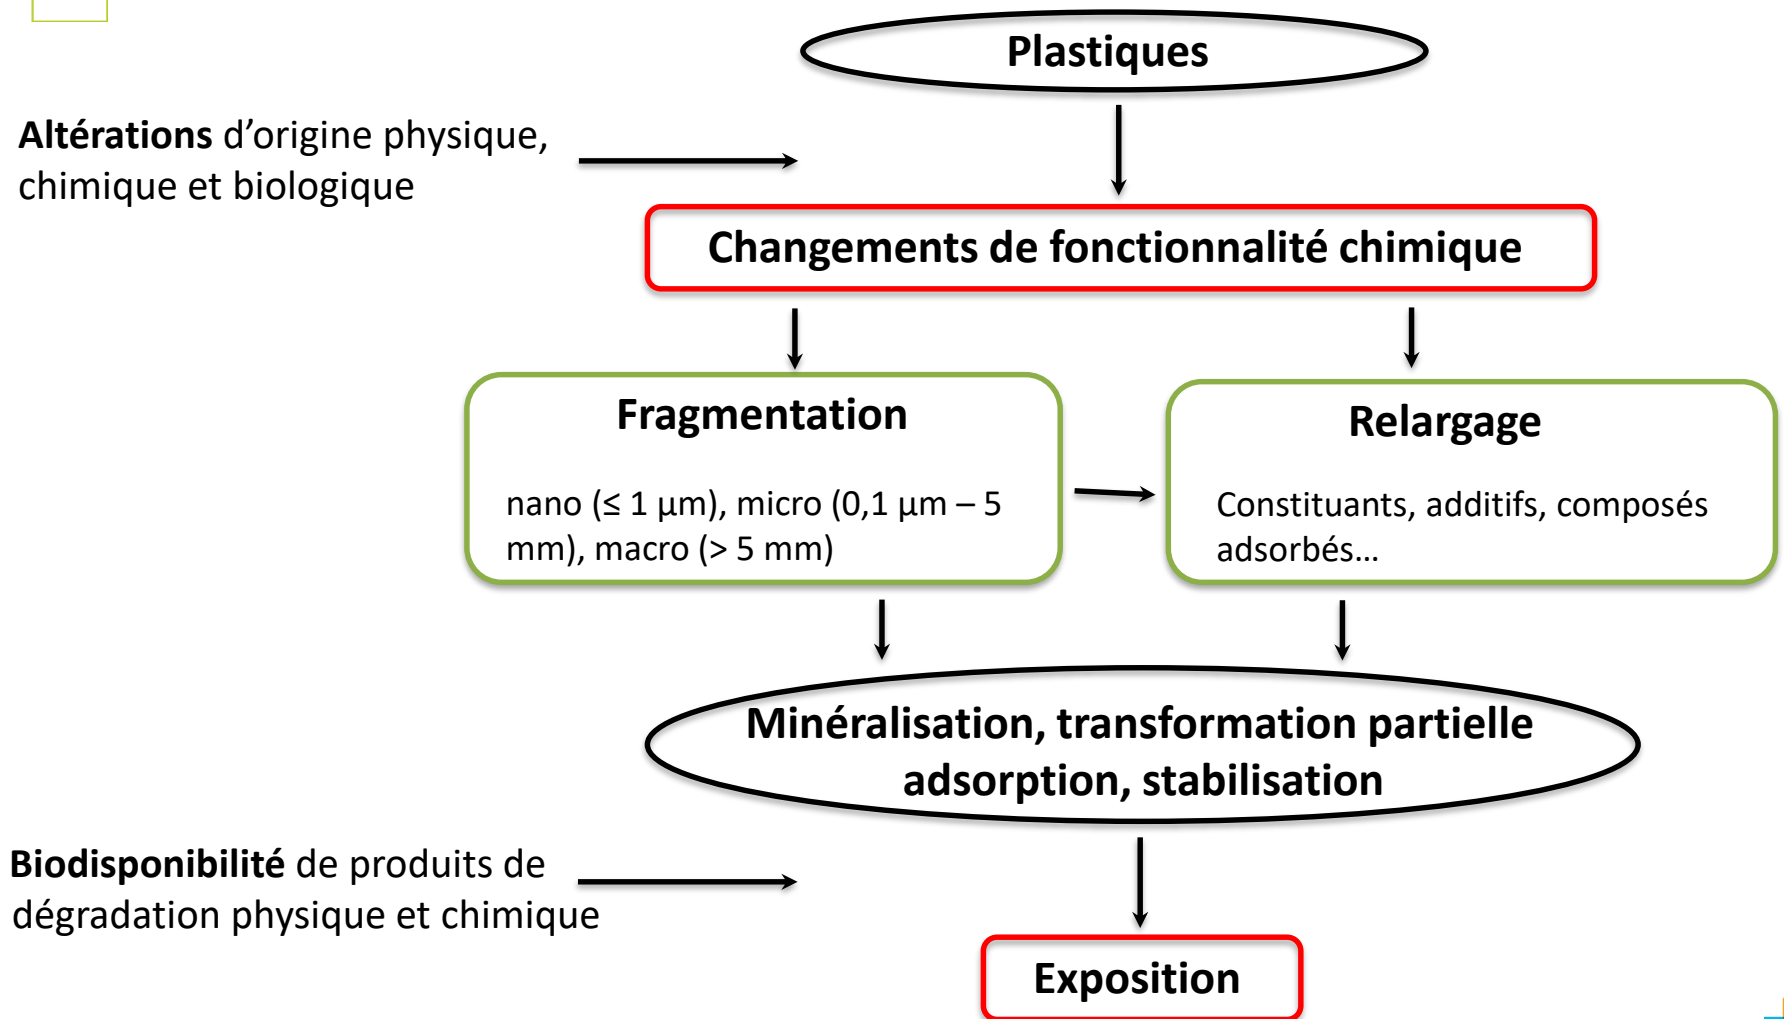 Plastiques
Altérations d’origine physique,
chimique et biologique
Changements de fonctionnalité chimique
Fragmentation
nano (≤ 1 µm), micro (0,1 µm – 5
mm), macro (> 5 mm)
Relargage
Constituants, additifs, composés
adsorbés...
Minéralisation, transformation partielle
adsorption, stabilisation
Biodisponibilité de produits de
dégradation physique et chimique
Exposition